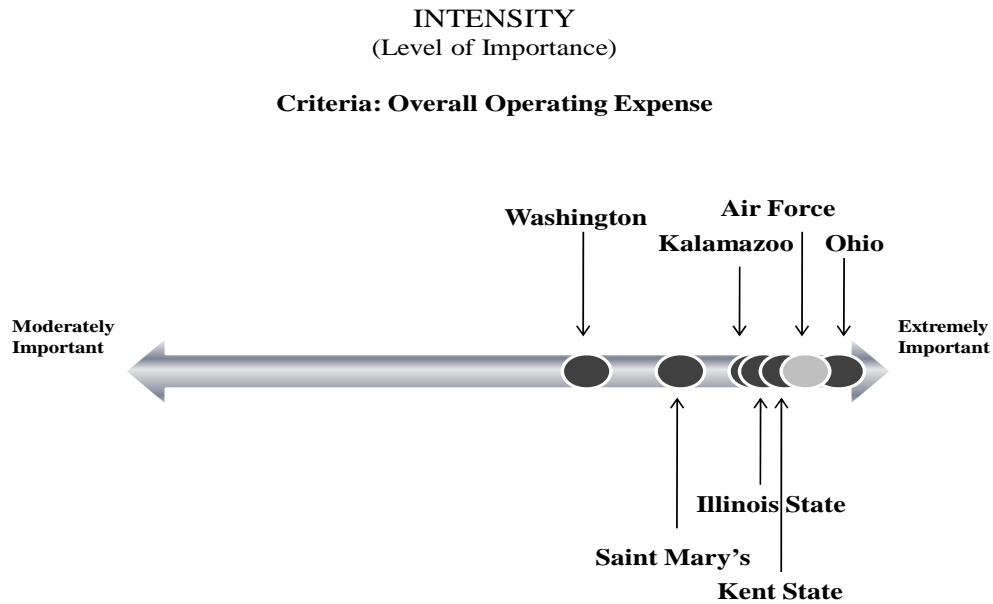 INTENSITY
(Level of Importance)
Criteria: Overall Operating Expense
Air Force
Washington
Kalamazoo
Ohio
Moderately
Important
Extremely
Important
Illinois State
Saint Mary’s
Kent State